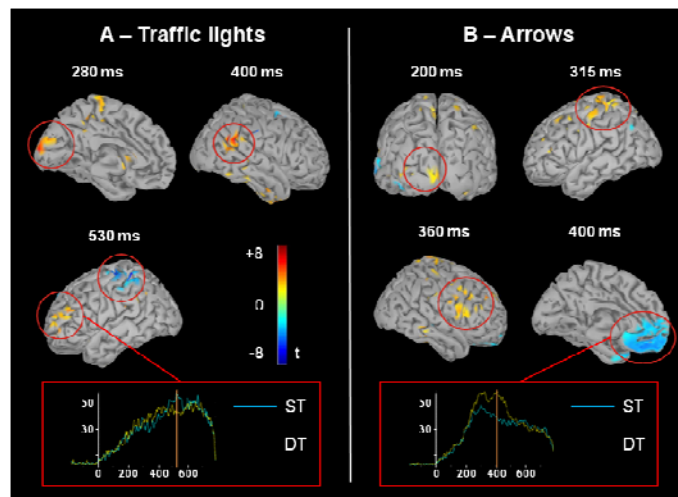 A – Traffic lights
B – Arrows
280 ms
400 ms
200 ms
315 ms
530 ms
360 ms
400 ms
+8
0
-8
t
50
30
ST
DT
0 200 400 600
50
30
ST
DT
0 200 400 600